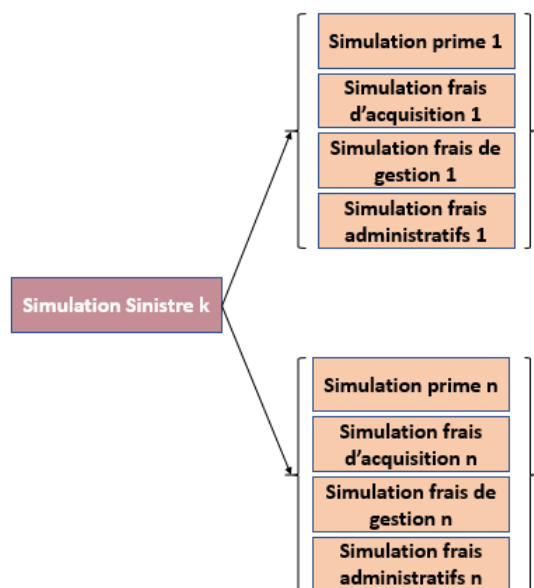 Simulation prime 1
Simulation frais
d'acquisition 1
Simulation frais de
gestion 1
Simulation frais
administratifs 1
Simulation Sinistre k
Simulation prime n
Simulation frais
d'acquisition n
Simulation frais de
gestion n
Simulation frais
administratifs n